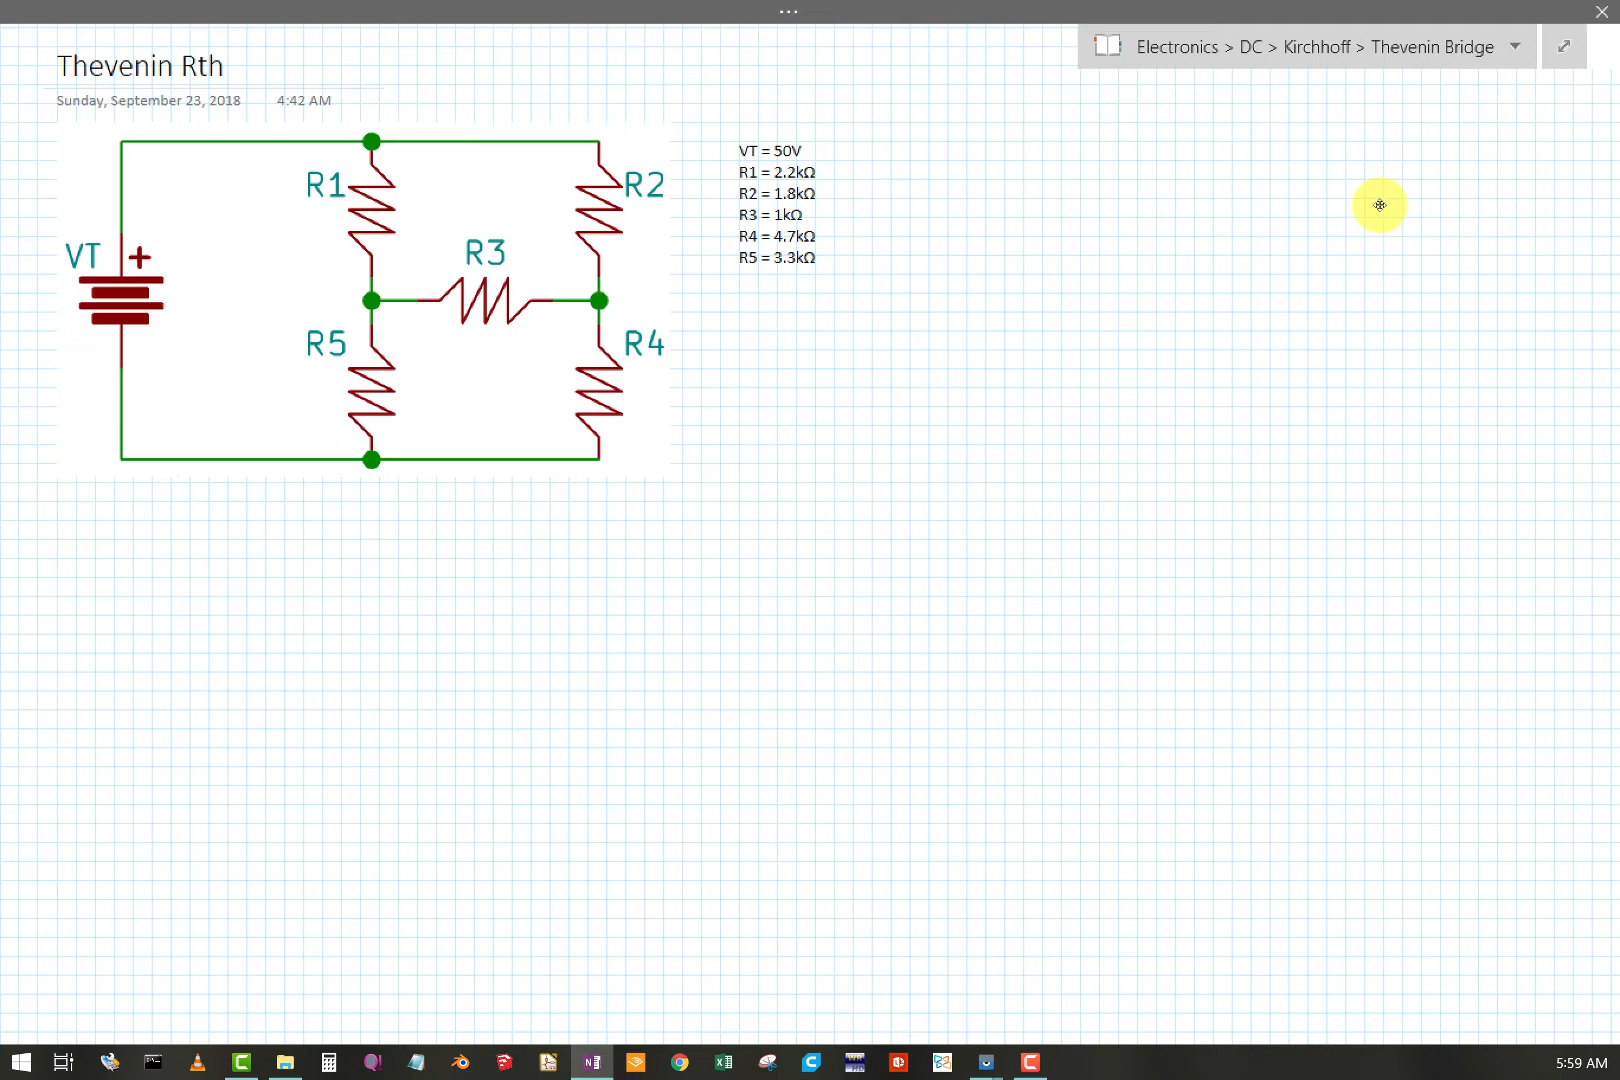 Electronics > DC > Kirchhoff > Thevenin Bridge
Thevenin Rth
Sunday, September 23, 2018 4:42 AM
R1
R2
VT +
R3
R5
R4
VT = 50V
R1 = 2.2kΩ
R2 = 1.8kΩ
R3 = 1kΩ
R4 = 4.7kΩ
R5 = 3.3kΩ
5:59 AM